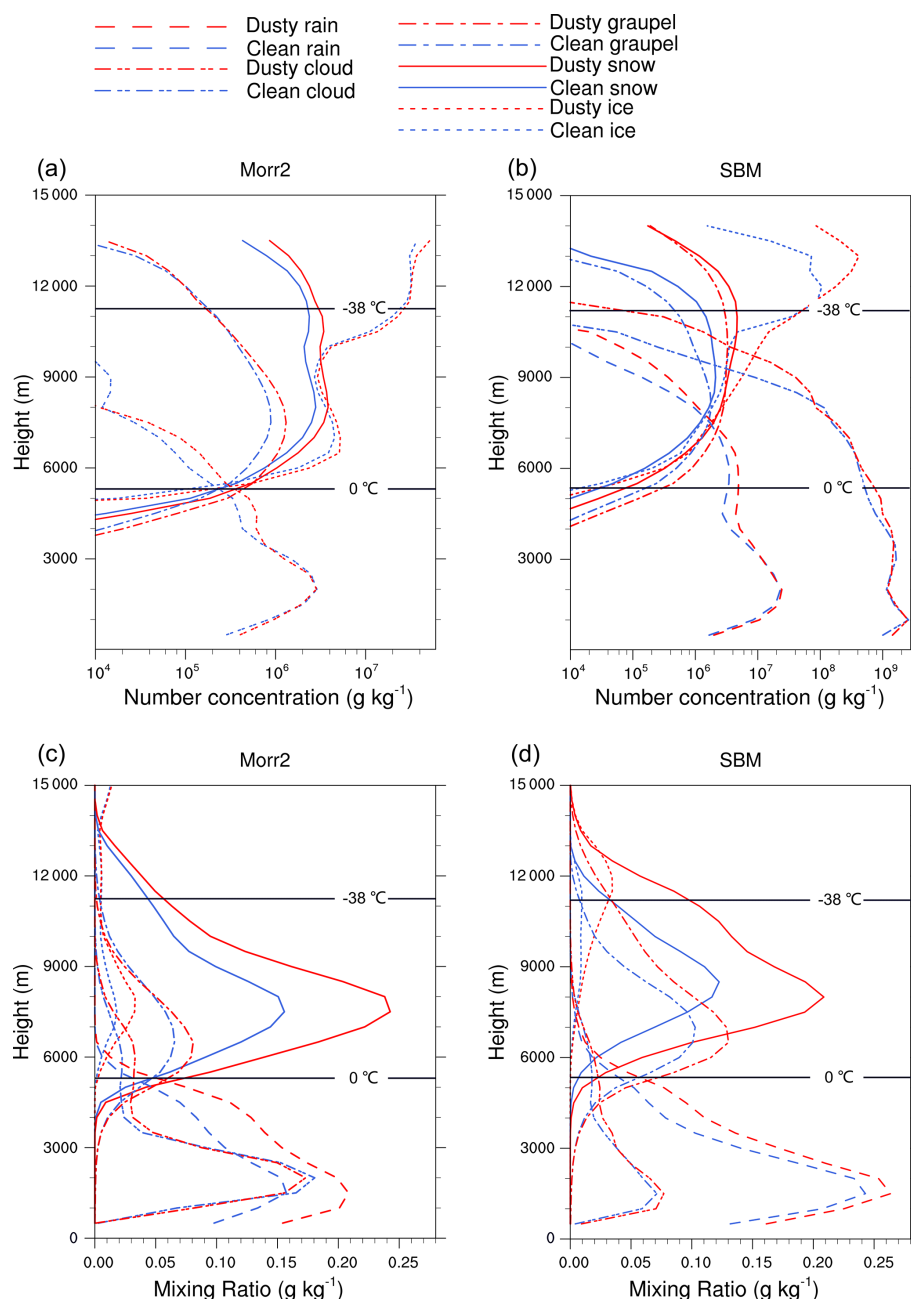 Dusty rain
Clean rain
Dusty cloud
Clean cloud
Dusty graupel
Clean graupel
Dusty snow
Clean snow
Dusty ice
Clean ice
(a) Morr2
15 000
12 000
9000
6000
3000
Height (m)
-38 °C
0 °C
10⁴ 10⁵ 10⁶ 10⁷
Number concentration (g kg⁻¹)
(b) SBM
15 000
12 000
9000
6000
3000
Height (m)
-38 °C
0 °C
10⁴ 10⁵ 10⁶ 10⁷ 10⁸ 10⁹
Number concentration (g kg⁻¹)
(c) Morr2
15 000
12 000
9000
6000
3000
0
Height (m)
-38 °C
0 °C
0.00 0.05 0.10 0.15 0.20 0.25
Mixing Ratio (g kg⁻¹)
(d) SBM
15 000
12 000
9000
6000
3000
0
Height (m)
-38 °C
0 °C
0.00 0.05 0.10 0.15 0.20 0.25
Mixing Ratio (g kg⁻¹)